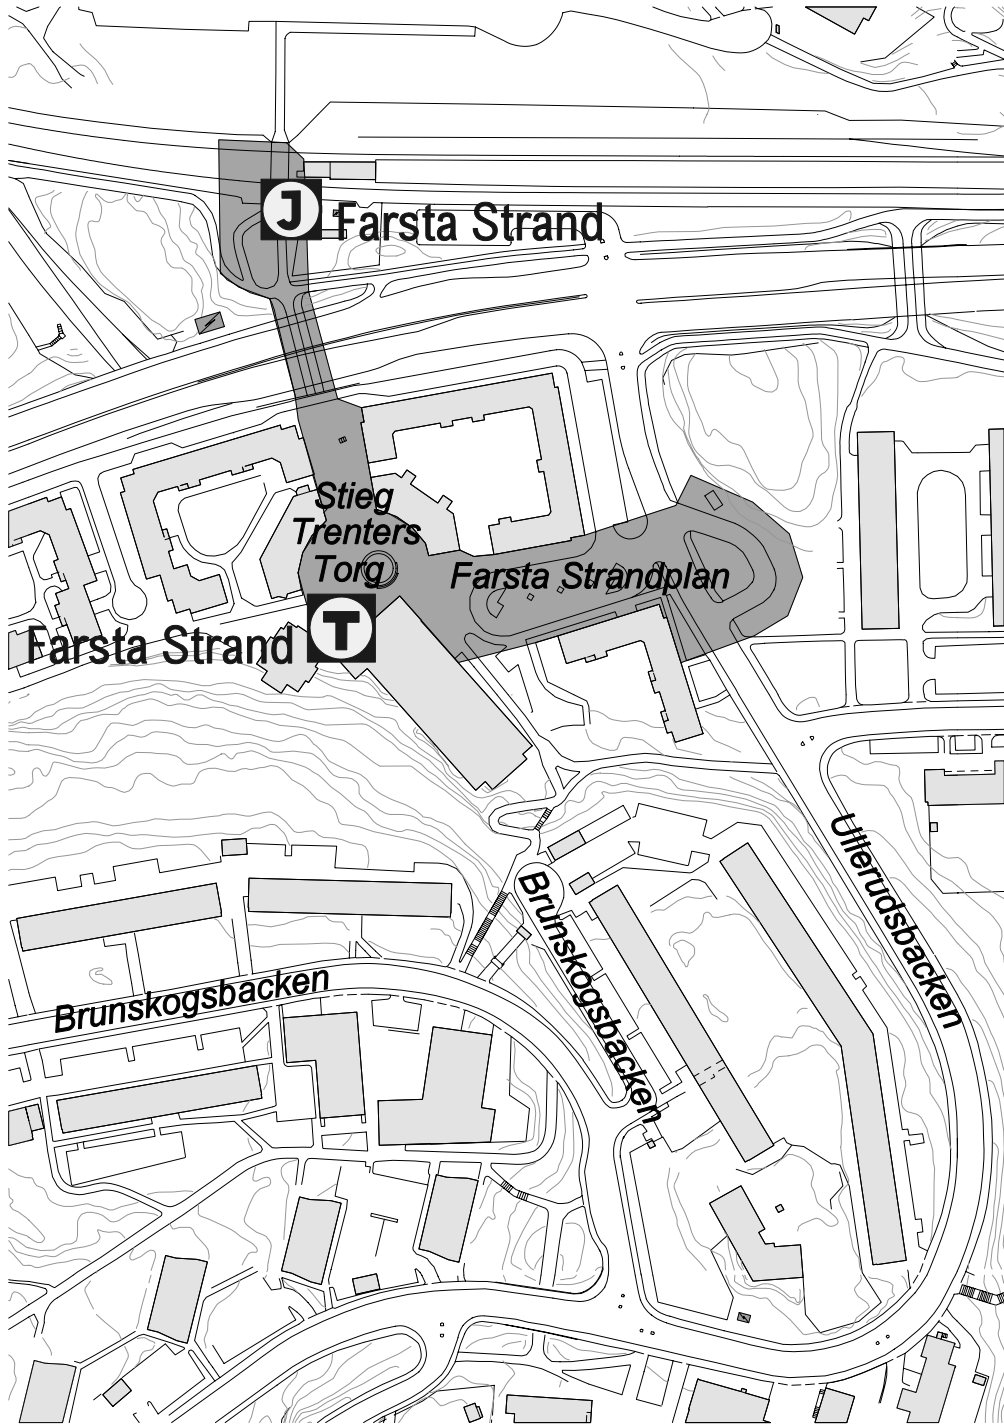 J Farsta Strand
Stieg
Trenters
Torg
Farsta Strandplan
Farsta Strand T
Ullerudsbacken
Brunskogsbacken
Brunskogsbacken